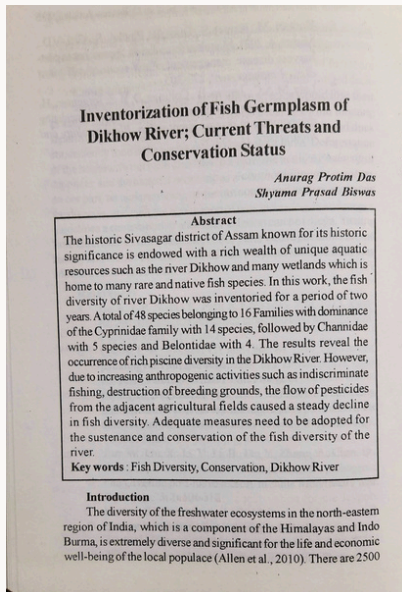 Inventorization of Fish Germplasm of
Dikhow River; Current Threats and
Conservation Status
Anurag Protim Das
Shyama Prasad Biswas
Abstract
The historic Sivasagar district of Assam known for its historic
significance is endowed with a rich wealth of unique aquatic
resources such as the river Dikhow and many wetlands which is
home to many rare and native fish species. In this work, the fish
diversity of river Dikhow was inventoried for a period of two
years. A total of 48 species belonging to 16 Families with dominance
of the Cyprinidae family with 14 species, followed by Channidae
with 5 species and Belontidae with 4. The results reveal the
occurrence of rich piscine diversity in the Dikhow River. However,
due to increasing anthropogenic activities such as indiscriminate
fishing, destruction of breeding grounds, the flow of pesticides
from the adjacent agricultural fields caused a steady decline
in fish diversity. Adequate measures need to be adopted for
the sustenance and conservation of the fish diversity of the
river.
Key words : Fish Diversity, Conservation, Dikhow River
Introduction
The diversity of the freshwater ecosystems in the north-eastern
region of India, which is a component of the Himalayas and Indo
Burma, is extremely diverse and significant for the life and economic
well-being of the local populace (Allen et al., 2010). There are 2500